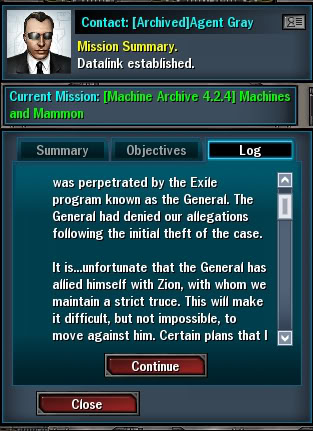 Contact: [Archived]Agent Gray
Mission Summary.
Datalink established.
Current Mission: [Machine Archive 4.2.4] Machines
and Mammon
Summary
Objectives
Log
was perpetrated by the Exile
program known as the General. The
General had denied our allegations
following the initial theft of the case.
It is...unfortunate that the General has
allied himself with Zion, with whom we
maintain a strict truce. This will make
it difficult, but not impossible, to
move against him. Certain plans that I
Continue
Close